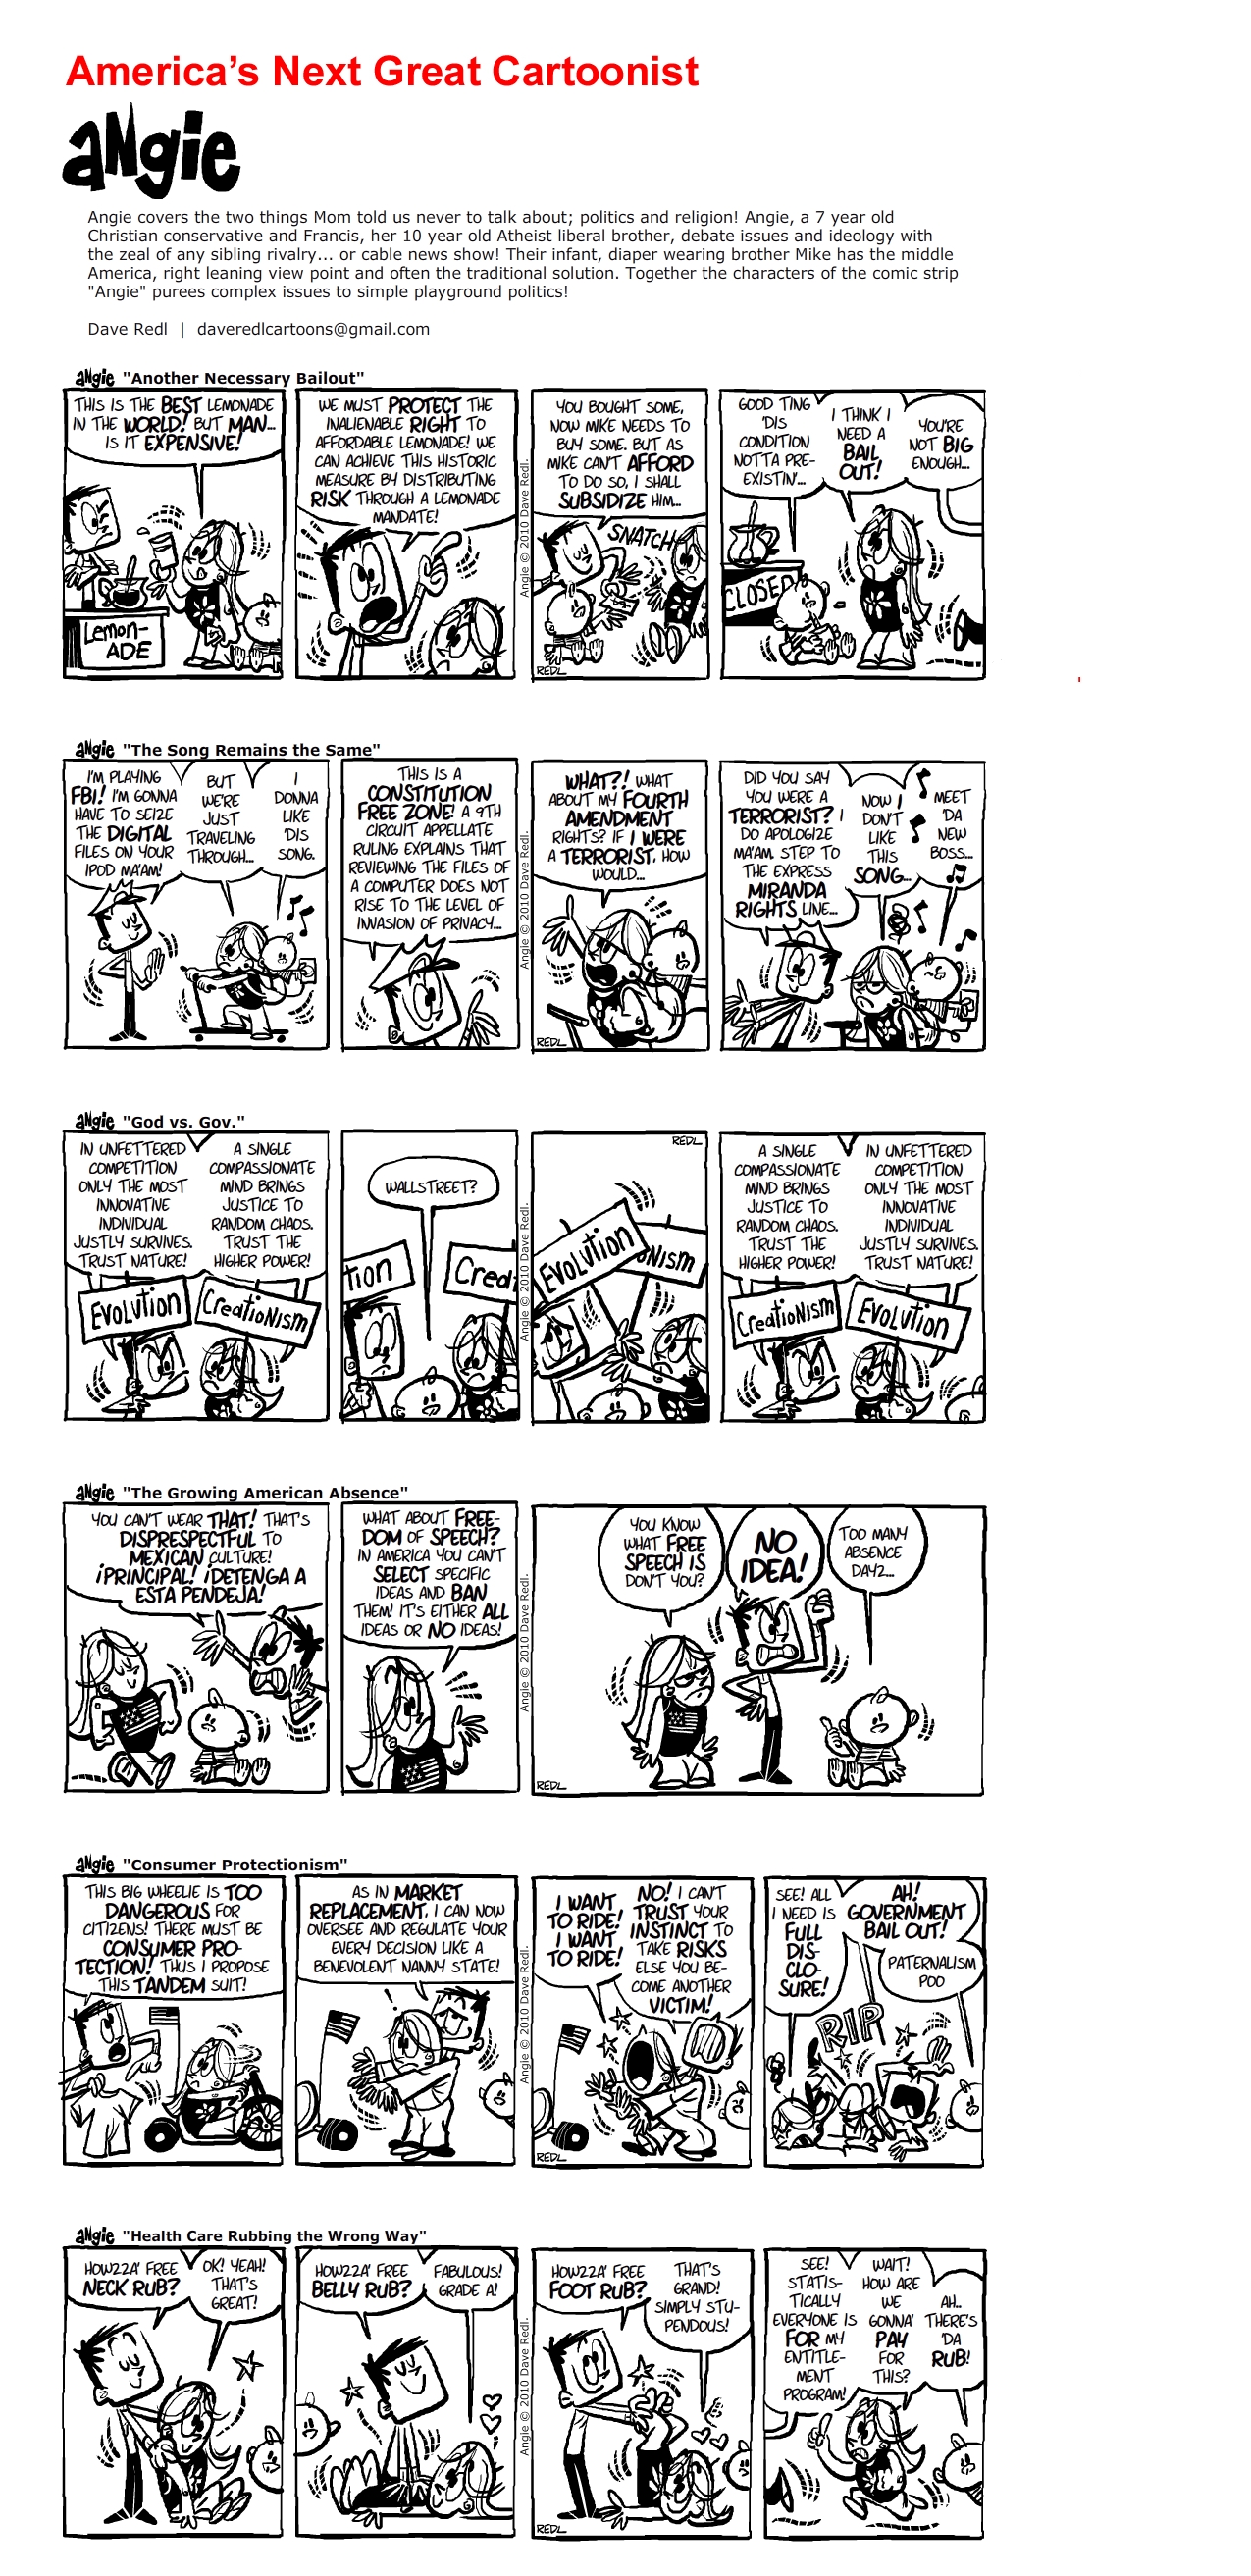 America's Next Great Cartoonist
aNgie
Angie covers the two things Mom told us never to talk about; politics and religion! Angie, a 7 year old
Christian conservative and Francis, her 10 year old Atheist liberal brother, debate issues and ideology with
the zeal of any sibling rivalry... or cable news show! Their infant, diaper wearing brother Mike has the middle
America, right leaning view point and often the traditional solution. Together the characters of the comic strip
"Angie" purees complex issues to simple playground politics!
Dave Redl | daveredlcartoons@gmail.com
aNgie "Another Necessary Bailout"
THIS IS THE BEST LEMONADE
IN THE WORLD! BUT MAN...
IS IT EXPENSIVE!
Lemon-
ADE
WE MUST PROTECT THE
INALIENABLE RIGHT TO
AFFORDABLE LEMONADE! WE
CAN ACHIEVE THIS HISTORIC
MEASURE BY DISTRIBUTING
RISK THROUGH A LEMONADE
MANDATE!
Angie © 2010 Dave Redl.
YOU BOUGHT SOME,
NOW MIKE NEEDS TO
BUY SOME. BUT AS
MIKE CAN'T AFFORD
TO DO SO, I SHALL
SUBSIDIZE HIM...
SNATCH
REDL
GOOD TING
'DIS
CONDITION
NOTTA PRE-
EXISTIN'...
I THINK I
NEED A
BAIL
OUT!
YOU'RE
NOT BIG
ENOUGH...
CLOSED
aNgie "The Song Remains the Same"
I'M PLAYING
FBI! I'M GONNA
HAVE TO SEIZE
THE DIGITAL
FILES ON YOUR
IPOD MA'AM!
BUT
WE'RE
JUST
TRAVELING
THROUGH...
I
DONNA
LIKE
'DIS
SONG.
THIS IS A
CONSTITUTION
FREE ZONE! A 9TH
CIRCUIT APPELLATE
RULING EXPLAINS THAT
REVIEWING THE FILES OF
A COMPUTER DOES NOT
RISE TO THE LEVEL OF
INVASION OF PRIVACY...
Angie © 2010 Dave Redl.
WHAT?! WHAT
ABOUT MY FOURTH
AMENDMENT
RIGHTS? IF I WERE
A TERRORIST, HOW
WOULD...
REDL
DID YOU SAY
YOU WERE A
TERRORIST? I
DO APOLOGIZE
MA'AM. STEP TO
THE EXPRESS
MIRANDA
RIGHTS LINE...
NOW I
DON'T
LIKE
THIS
SONG...
MEET
'DA
NEW
BOSS...
aNgie "God vs. Gov."
IN UNFETTERED
COMPETITION
ONLY THE MOST
INNOVATIVE
INDIVIDUAL
JUSTLY SURVIVES.
TRUST NATURE!
A SINGLE
COMPASSIONATE
MIND BRINGS
JUSTICE TO
RANDOM CHAOS.
TRUST THE
HIGHER POWER!
EVOLUTION
CreatioNism
WALLSTREET?
tion
Creat
Angie © 2010 Dave Redl.
REDL
EVOLUTION
oNism
A SINGLE
COMPASSIONATE
MIND BRINGS
JUSTICE TO
RANDOM CHAOS.
TRUST THE
HIGHER POWER!
IN UNFETTERED
COMPETITION
ONLY THE MOST
INNOVATIVE
INDIVIDUAL
JUSTLY SURVIVES.
TRUST NATURE!
CreatioNism
EVOLUTION
aNgie "The Growing American Absence"
YOU CAN'T WEAR THAT! THAT'S
DISPRESPECTFUL TO
MEXICAN CULTURE!
¡PRINCIPAL! ¡DETENGA A
ESTA PENDEJA!
WHAT ABOUT FREE-
DOM OF SPEECH?
IN AMERICA YOU CAN'T
SELECT SPECIFIC
IDEAS AND BAN
THEM! IT'S EITHER ALL
IDEAS OR NO IDEAS!
Angie © 2010 Dave Redl.
YOU KNOW
WHAT FREE
SPEECH IS
DON'T YOU?
NO
IDEA!
TOO MANY
ABSENCE
DAYZ...
REDL
aNgie "Consumer Protectionism"
THIS BIG WHEELIE IS TOO
DANGEROUS FOR
CITIZENS! THERE MUST BE
CONSUMER PRO-
TECTION! THUS I PROPOSE
THIS TANDEM SUIT!
AS IN MARKET
REPLACEMENT, I CAN NOW
OVERSEE AND REGULATE YOUR
EVERY DECISION LIKE A
BENEVOLENT NANNY STATE!
!
Angie © 2010 Dave Redl.
I WANT
TO RIDE!
I WANT
TO RIDE!
NO! I CAN'T
TRUST YOUR
INSTINCT TO
TAKE RISKS
ELSE YOU BE-
COME ANOTHER
VICTIM!
REDL
SEE! ALL
I NEED IS
FULL
DIS-
CLO-
SURE!
AH!
GOVERNMENT
BAIL OUT!
PATERNALISM
POO
RIP
aNgie "Health Care Rubbing the Wrong Way"
HOWZZA' FREE
NECK RUB?
OK! YEAH!
THAT'S
GREAT!
HOWZZA' FREE
BELLY RUB?
FABULOUS!
GRADE A!
Angie © 2010 Dave Redl.
HOWZZA' FREE
FOOT RUB?
THAT'S
GRAND!
SIMPLY STU-
PENDOUS!
REDL
SEE!
STATIS-
TICALLY
EVERYONE IS
FOR MY
ENTITLE-
MENT
PROGRAM!
WAIT!
HOW ARE
WE
GONNA'
PAY
FOR
THIS?
AH..
THERE'S
'DA
RUB!